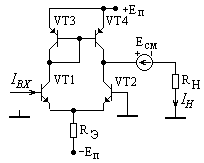 +Eп
VT3 VT4
Eсм
IВХ VT1 VT2 RН
IН
RЭ
–Eп